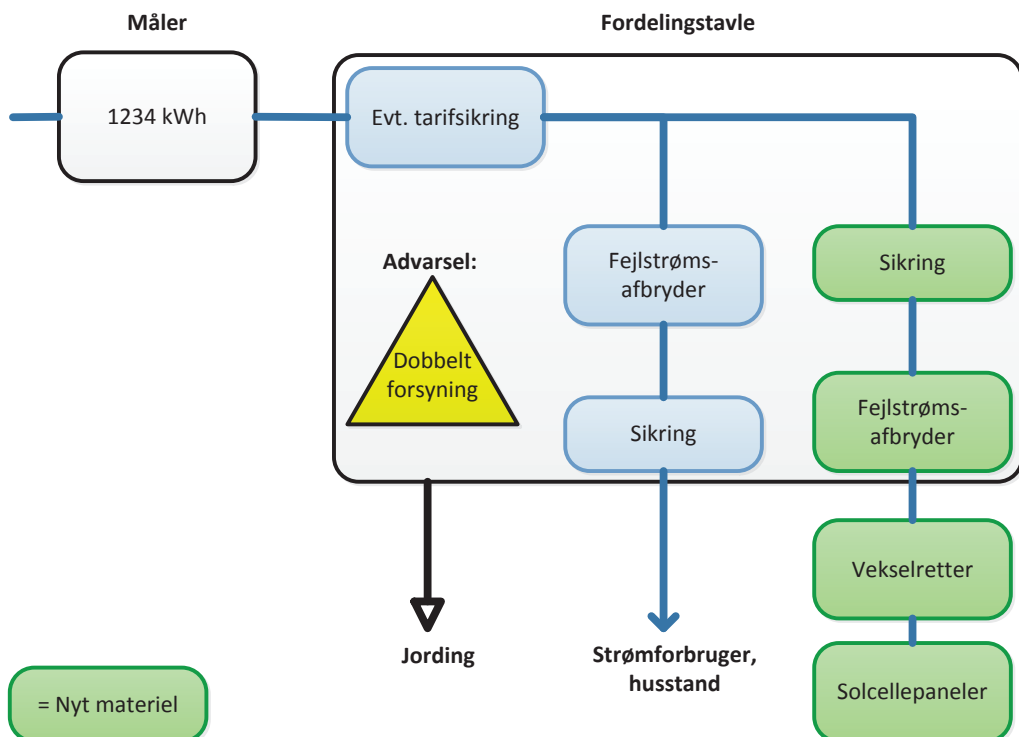 Måler
Fordelingstavle
1234 kWh
Evt. tarifsikring
Advarsel:
Dobbelt
forsyning
Fejlstrøms-
afbryder
Sikring
Sikring
Fejlstrøms-
afbryder
Vekselretter
Solcellepaneler
Jording
Strømforbruger,
husstand
= Nyt materiel